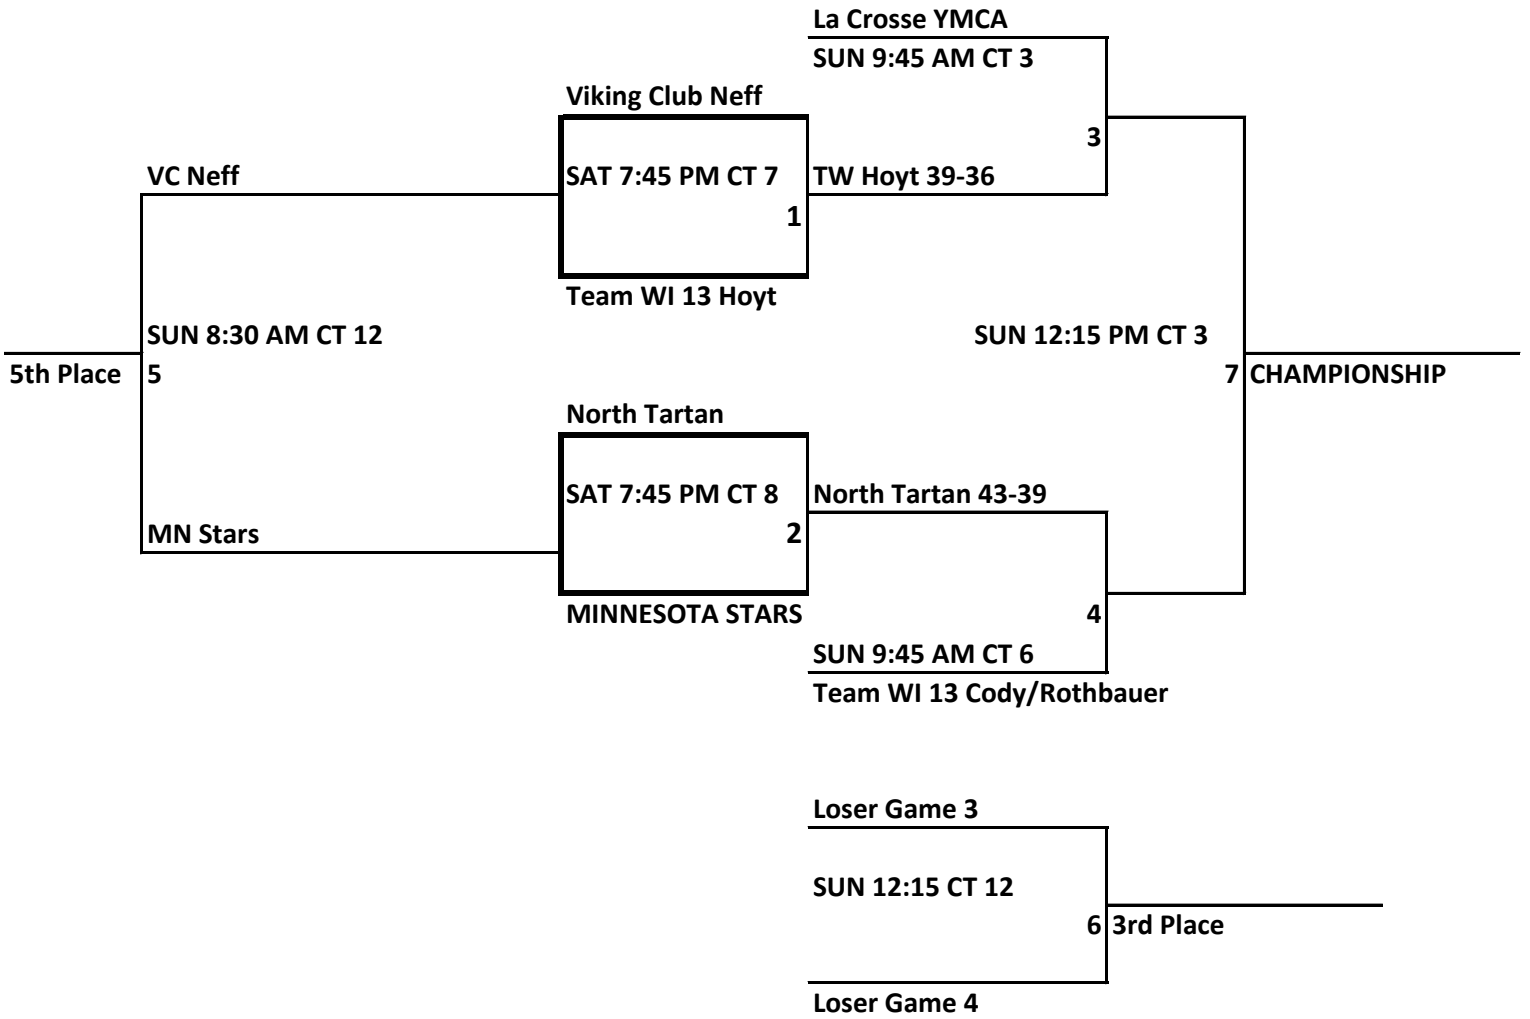 La Crosse YMCA
SUN 9:45 AM CT 3
Viking Club Neff
3
VC Neff
SAT 7:45 PM CT 7
TW Hoyt 39-36
1
Team WI 13 Hoyt
SUN 8:30 AM CT 12
SUN 12:15 PM CT 3
5th Place
5
7
CHAMPIONSHIP
North Tartan
SAT 7:45 PM CT 8
North Tartan 43-39
MN Stars
2
MINNESOTA STARS
4
SUN 9:45 AM CT 6
Team WI 13 Cody/Rothbauer
Loser Game 3
SUN 12:15 CT 12
6
3rd Place
Loser Game 4